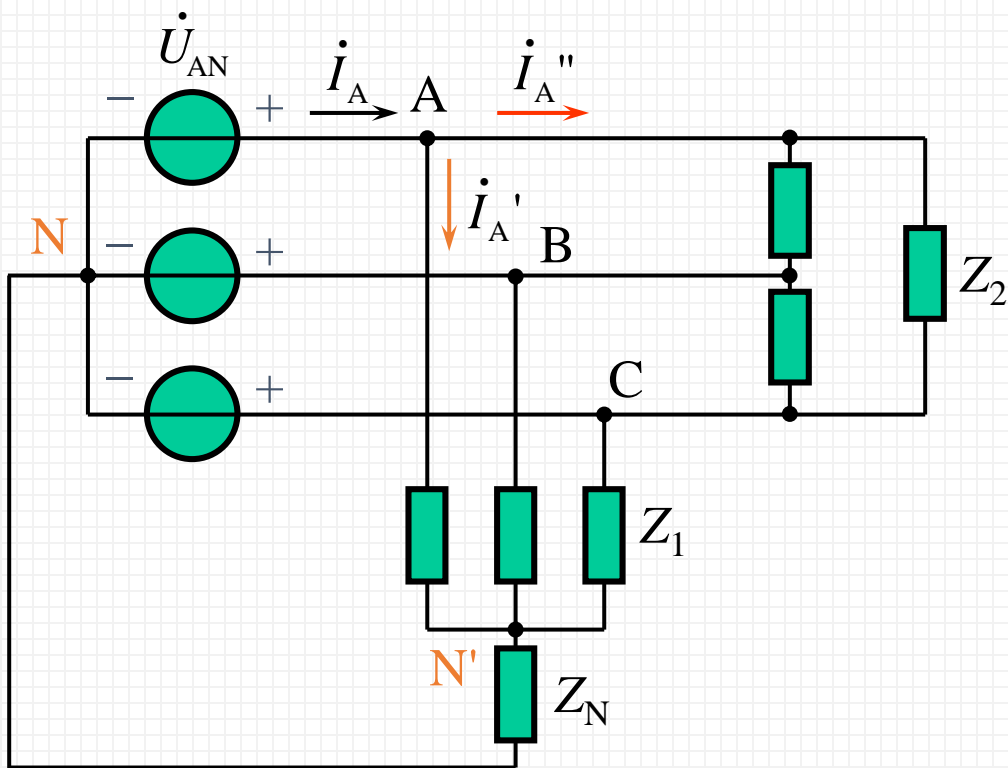 U̇AN
− + İA A İA"
İA'
N − + B
Z2
− + C
Z1
N'
ZN